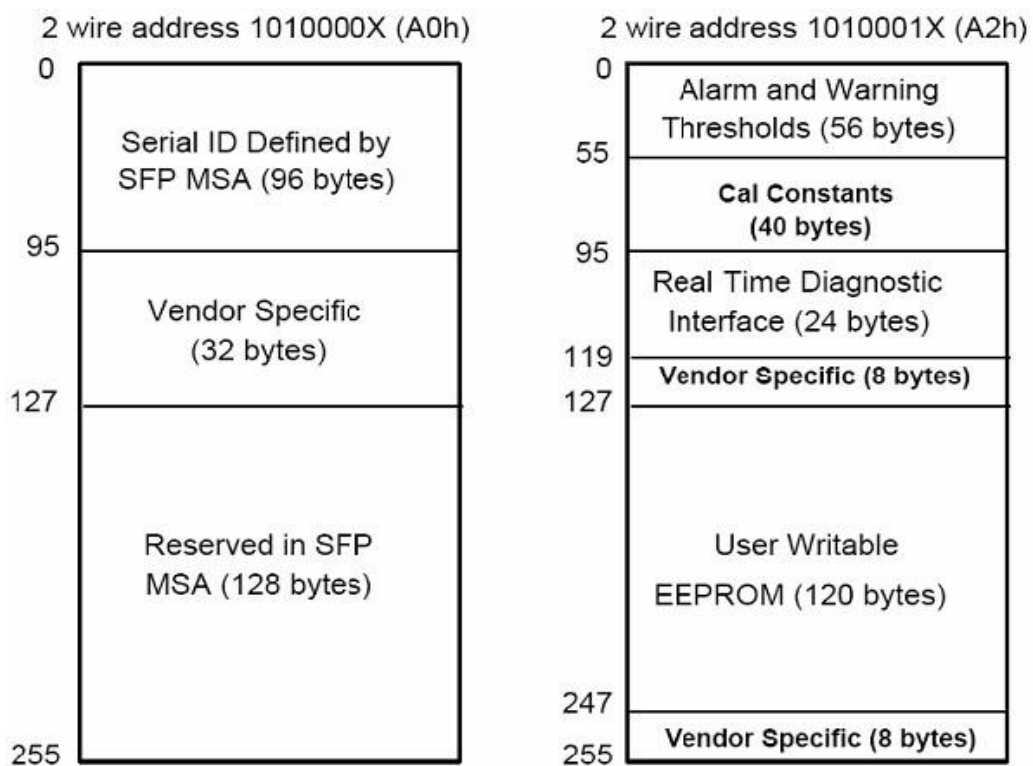 2 wire address 1010000X (A0h)
0
Serial ID Defined by
SFP MSA (96 bytes)
95
Vendor Specific
(32 bytes)
127
Reserved in SFP
MSA (128 bytes)
255
2 wire address 1010001X (A2h)
0
Alarm and Warning
Thresholds (56 bytes)
55
Cal Constants
(40 bytes)
95
Real Time Diagnostic
Interface (24 bytes)
119
Vendor Specific (8 bytes)
127
User Writable
EEPROM (120 bytes)
247
Vendor Specific (8 bytes)
255